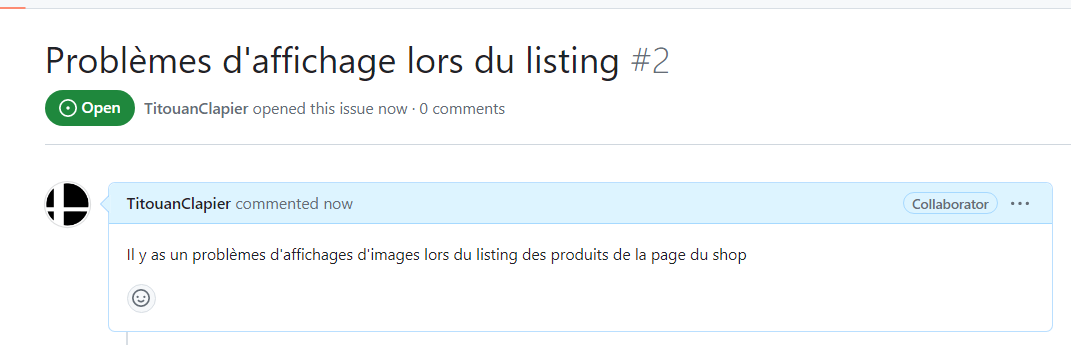 Problèmes d'affichage lors du listing #2
Open TitouanClapier opened this issue now · 0 comments
TitouanClapier commented now Collaborator
Il y as un problèmes d'affichages d'images lors du listing des produits de la page du shop